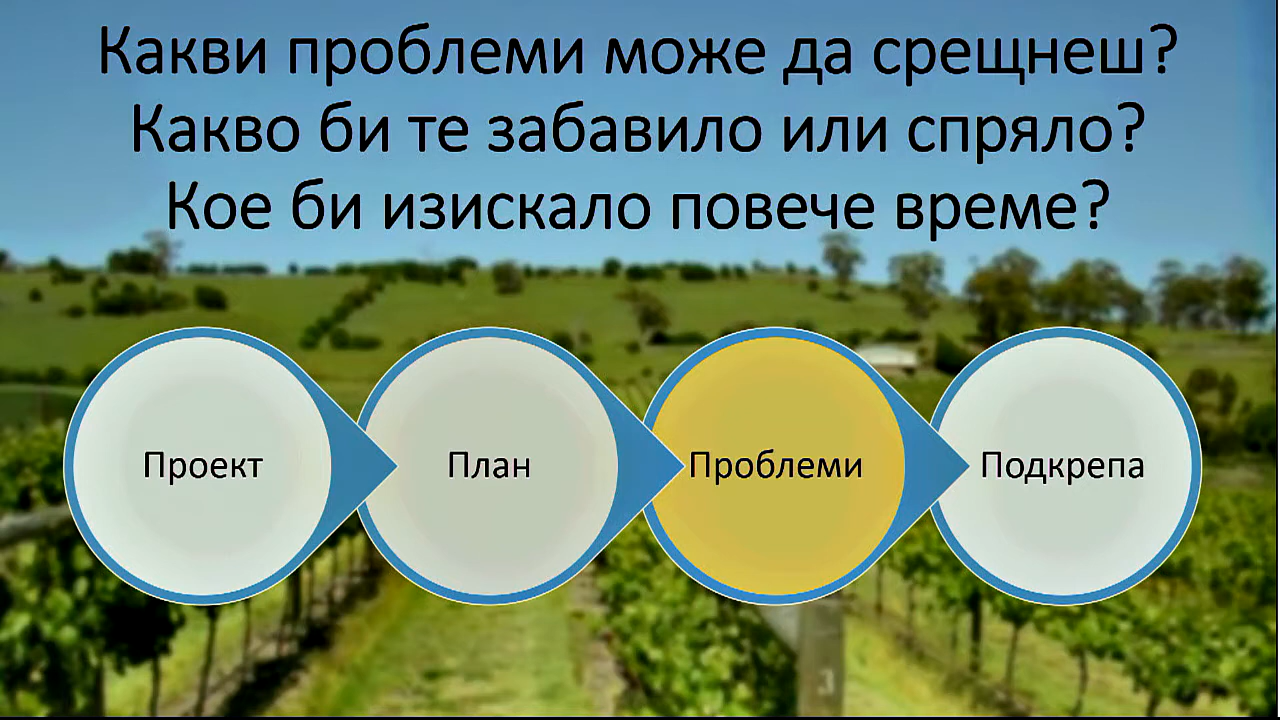 Какви проблеми може да срещнеш?
Какво би те забавило или спряло?
Кое би изискало повече време?
Проект
План
Проблеми
Подкрепа
3